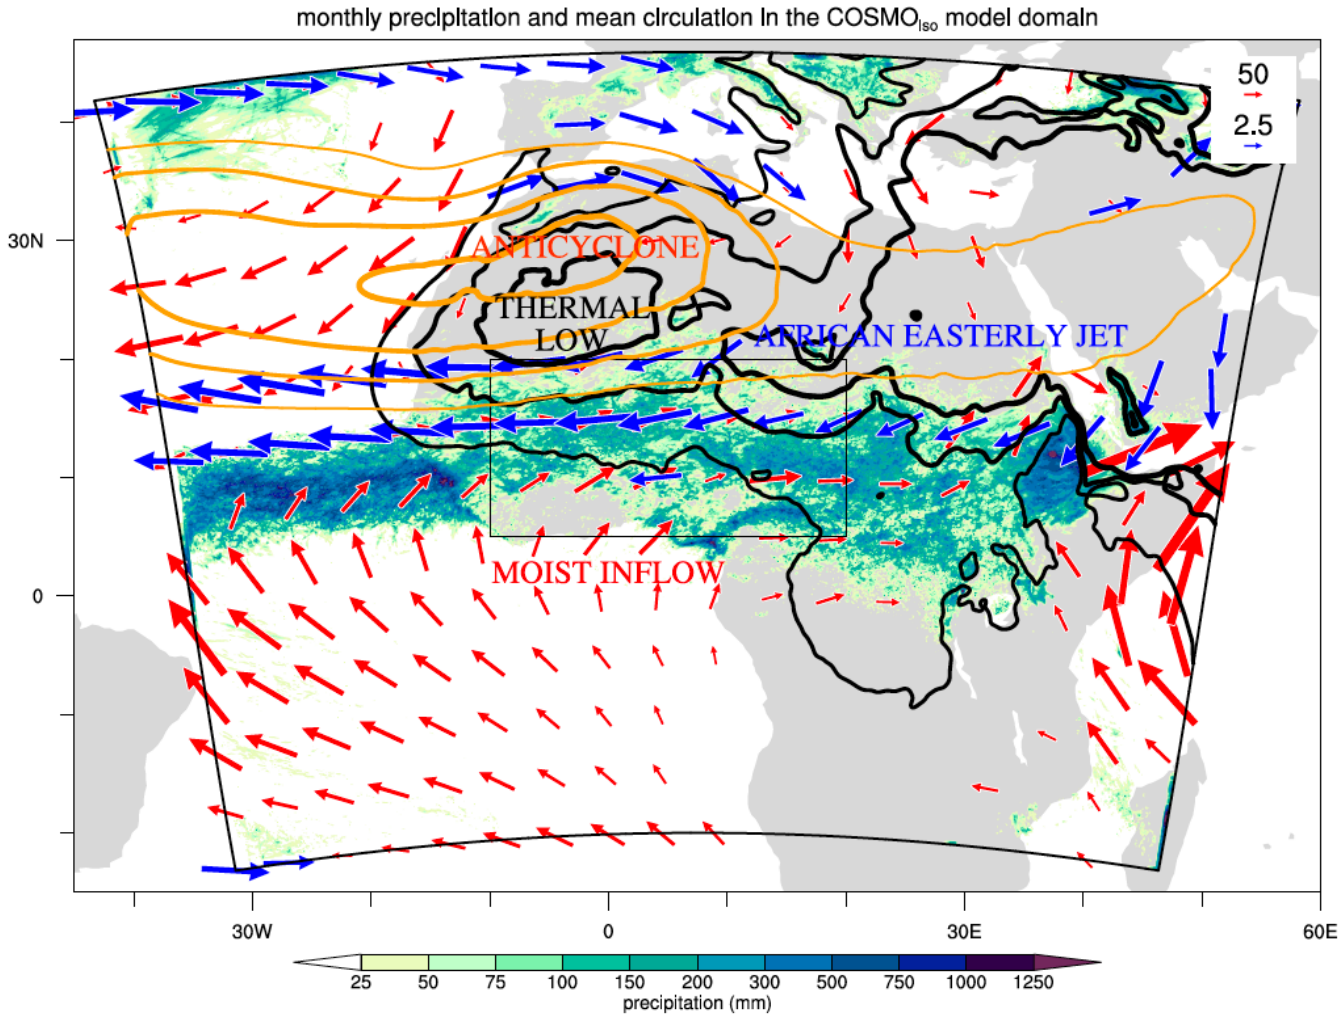 monthly precipitation and mean circulation in the COSMOiso model domain
50
2.5
30N
ANTICYCLONE
THERMAL
LOW
AFRICAN EASTERLY JET
MOIST INFLOW
0
30W 0 30E 60E
25 50 75 100 150 200 300 500 750 1000 1250
precipitation (mm)